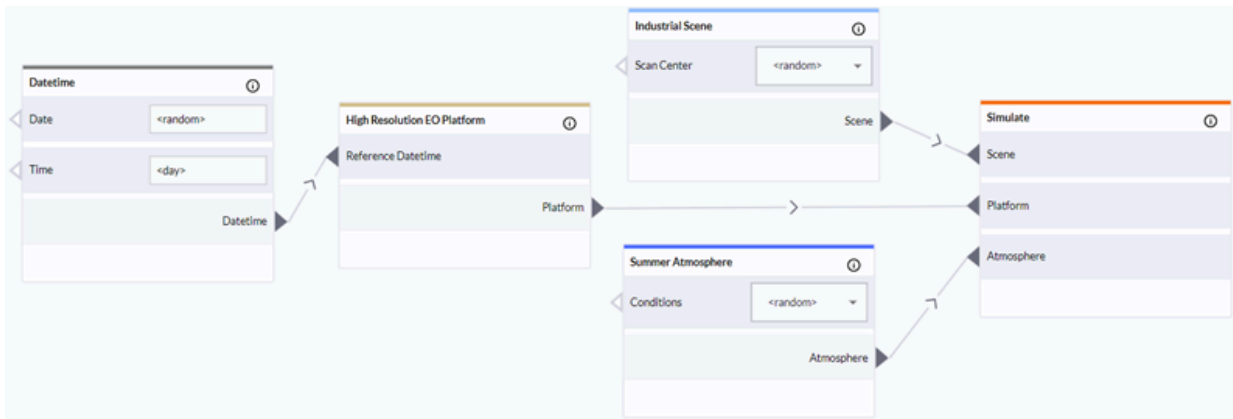 Datetime
Date
<random>
Time
<day>
Datetime
High Resolution EO Platform
Reference Datetime
Platform
Industrial Scene
Scan Center
<random>
Scene
Summer Atmosphere
Conditions
<random>
Atmosphere
Simulate
Scene
Platform
Atmosphere